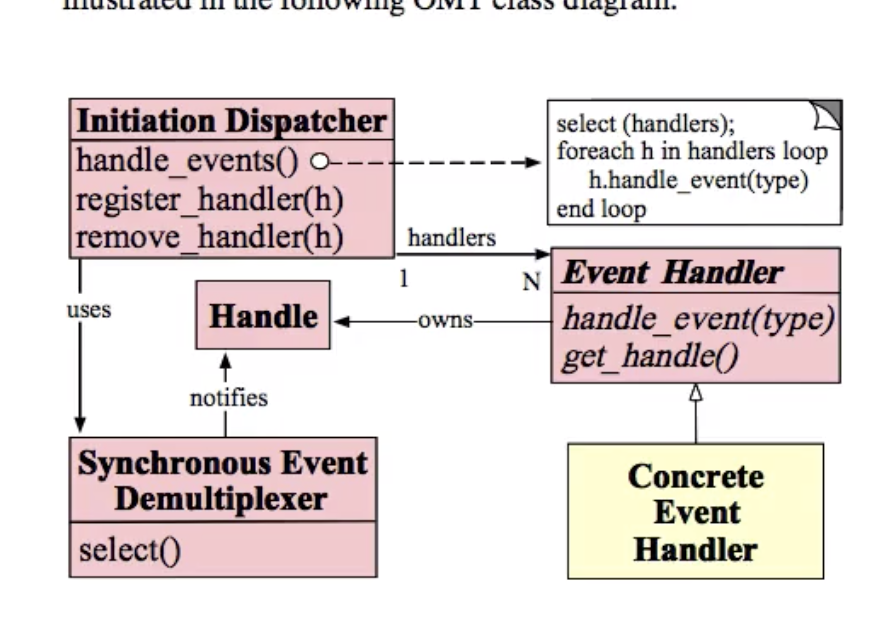 illustrated in the following OMT class diagram.
Initiation Dispatcher
handle_events()
register_handler(h)
remove_handler(h)
select (handlers);
foreach h in handlers loop
h.handle_event(type)
end loop
handlers
1
N
Event Handler
handle_event(type)
get_handle()
uses
Handle
owns
notifies
Synchronous Event
Demultiplexer
select()
Concrete
Event
Handler